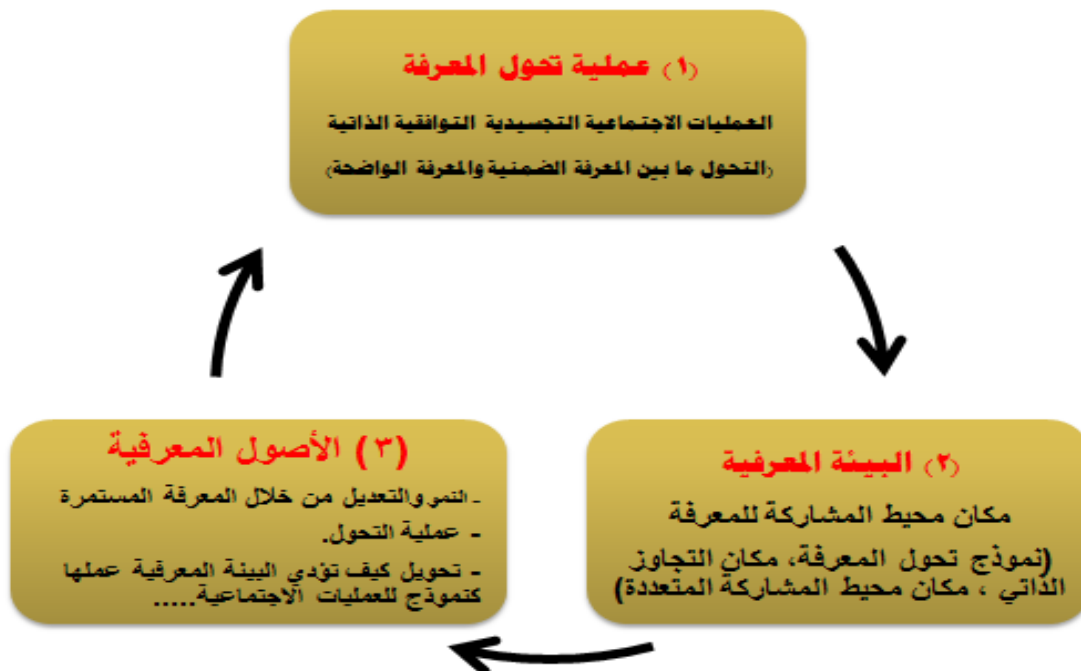 (١) عملية تحول المعرفة
العمليات الاجتماعية التجسيدية التوافقية الذاتية
(التحول ما بين المعرفة الضمنية والمعرفة الواضحة)
(٢) البيئة المعرفية
مكان محيط المشاركة للمعرفة
(نموذج تحول المعرفة، مكان التجاوز
الذاتي ، مكان محيط المشاركة المتعددة)
(٣) الأصول المعرفية
- النمو والتعديل من خلال المعرفة المستمرة
- عملية التحول.
- تحويل كيف تؤدي البيئة المعرفية عملها
كنموذج للعمليات الاجتماعية.....